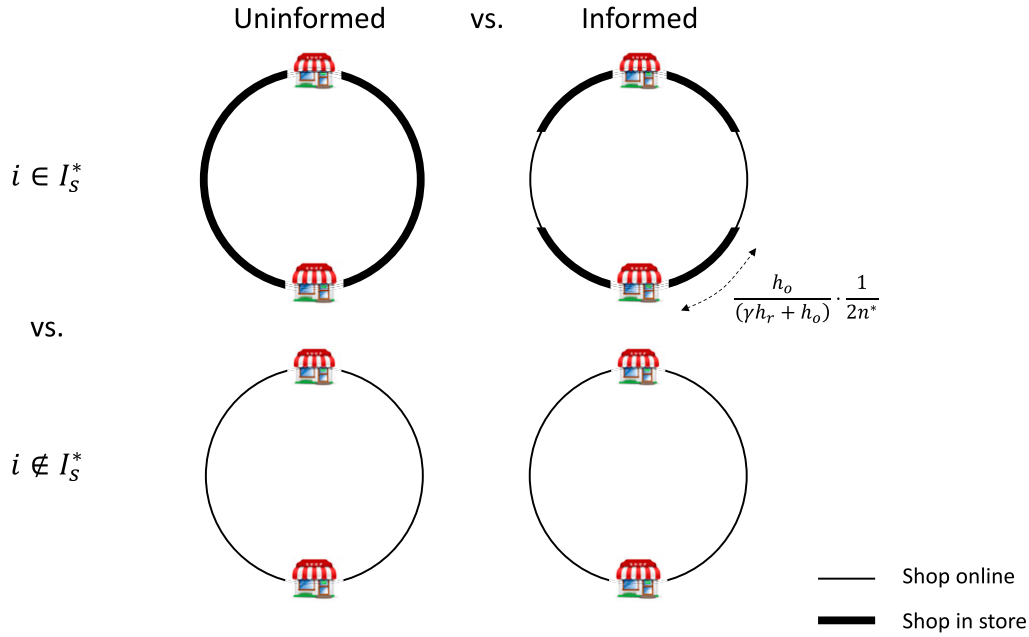 Uninformed vs. Informed
i ∈ I_s^*
h_o / (γh_r + h_o) · 1 / 2n^*
vs.
i ∉ I_s^*
Shop online
Shop in store